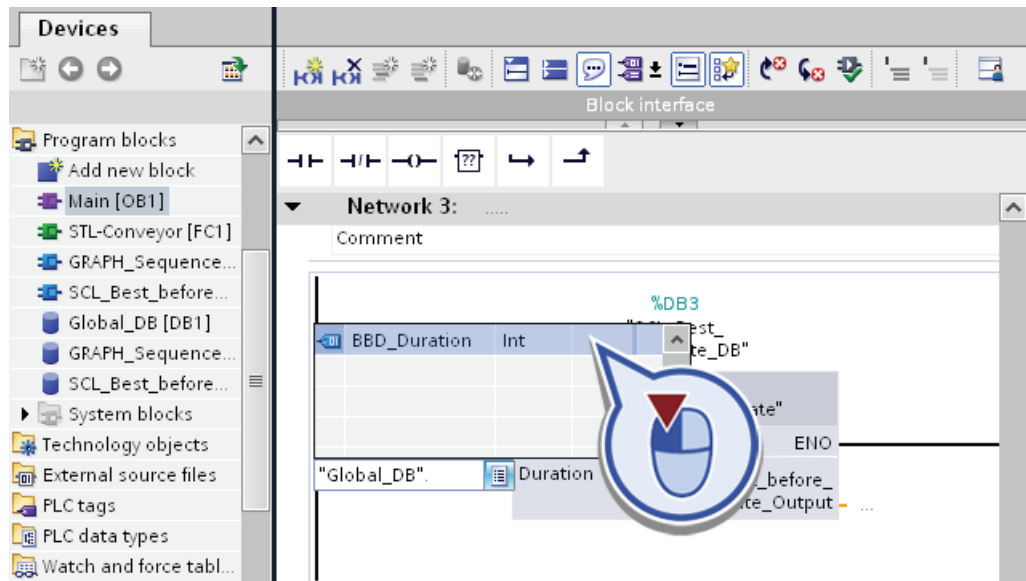 Devices
Block interface
Program blocks
Add new block
Main [OB1]
STL-Conveyor [FC1]
GRAPH_Sequence...
SCL_Best_before...
Global_DB [DB1]
GRAPH_Sequence...
SCL_Best_before...
System blocks
Technology objects
External source files
PLC tags
PLC data types
Watch and force tabl...
??
Network 3: .....
Comment
%DB3
est_
te_DB"
BBD_Duration Int
ate"
ENO
"Global_DB". Duration
_before_
te_Output ...